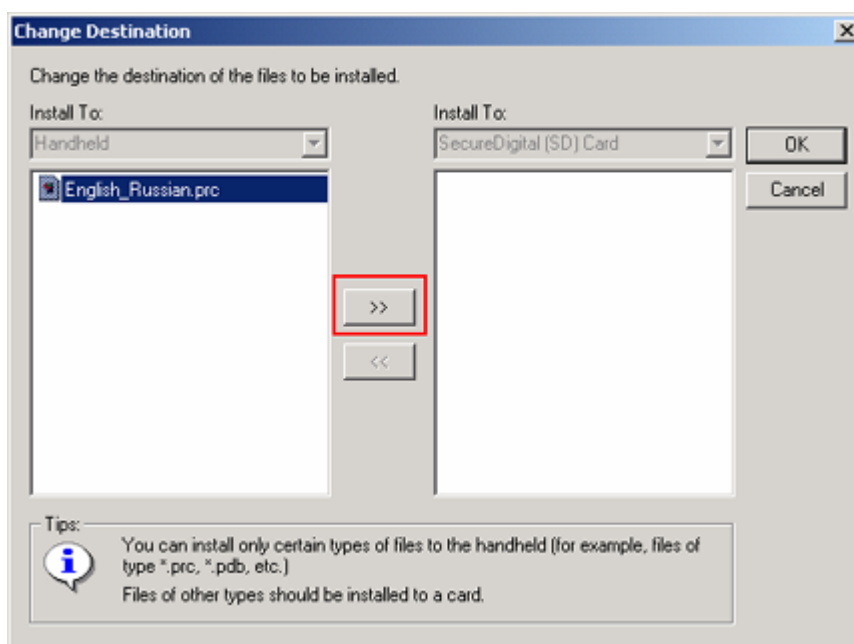 Change Destination
Change the destination of the files to be installed.
Install To:
Install To:
Handheld
SecureDigital (SD) Card
OK
English_Russian.prc
Cancel
>>
<<
Tips:
You can install only certain types of files to the handheld (for example, files of
type *.prc, *.pdb, etc.)
Files of other types should be installed to a card.